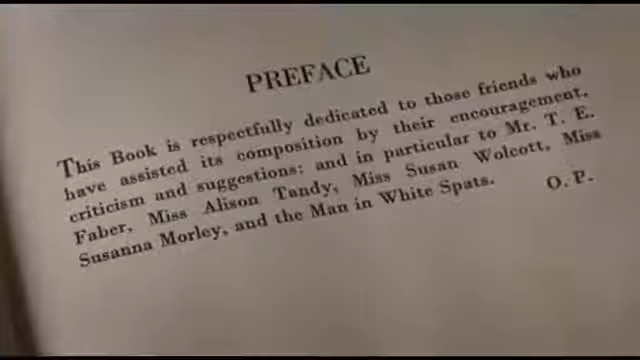 PREFACE
This Book is respectfully dedicated to those friends who
have assisted its composition by their encouragement,
criticism and suggestions; and in particular to Mr. T. E.
Faber, Miss Alison Tandy, Miss Susan Wolcott, Miss
Susanna Morley, and the Man in White Spats.
O. P.